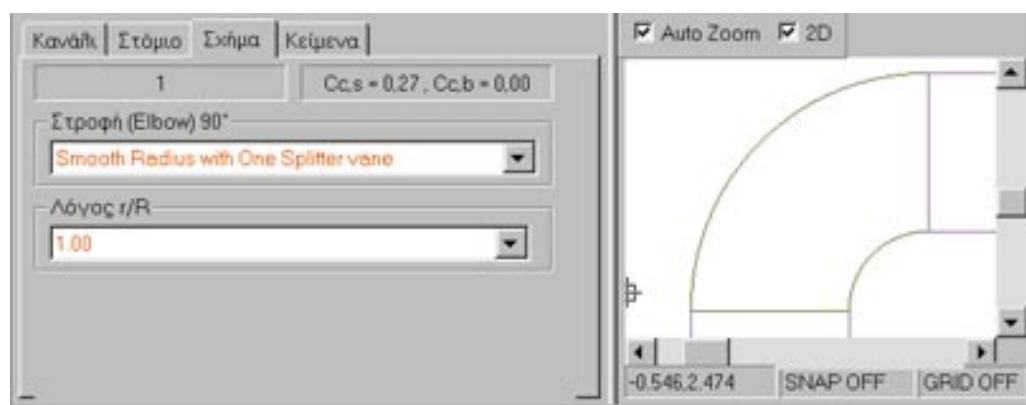 Κανάλι Στόμιο Σχήμα Κείμενα
1 Cc,s = 0,27 , Cc,b = 0,00
Στροφή (Elbow) 90°
Smooth Radius with One Splitter vane
Λόγος r/R
1.00
Auto Zoom 2D
-0.546,2.474 SNAP OFF GRID OFF